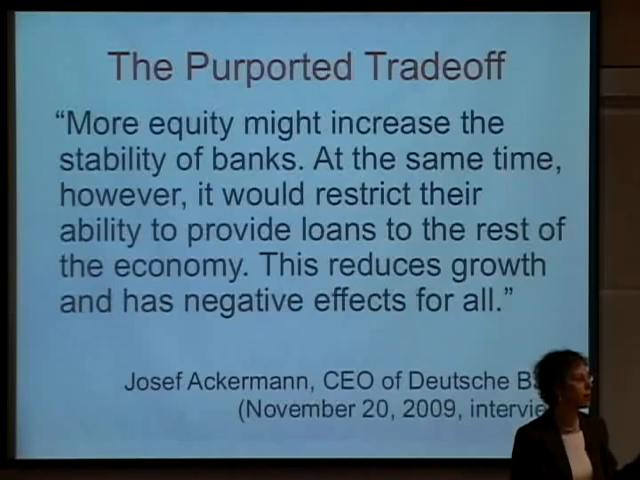 The Purported Tradeoff
“More equity might increase the
stability of banks. At the same time,
however, it would restrict their
ability to provide loans to the rest of
the economy. This reduces growth
and has negative effects for all.”
Josef Ackermann, CEO of Deutsche
(November 20, 2009,